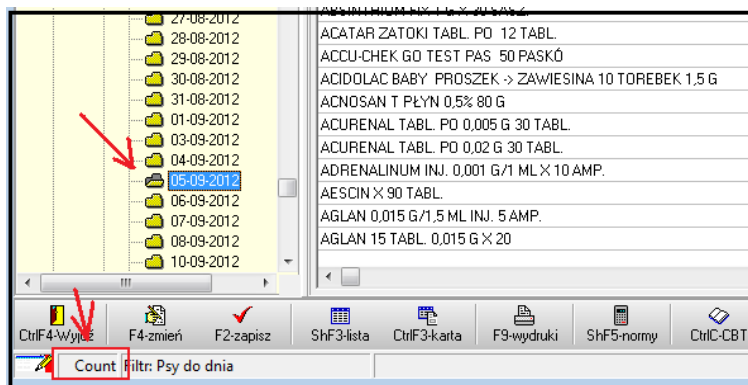 27-08-2012
28-08-2012
29-08-2012
30-08-2012
31-08-2012
01-09-2012
03-09-2012
04-09-2012
05-09-2012
06-09-2012
07-09-2012
08-09-2012
10-09-2012
ACATAR ZATOKI TABL. PO 12 TABL.
ACCU-CHEK GO TEST PAS 50 PASKÓ
ACIDOLAC BABY PROSZEK -> ZAWIESINA 10 TOREBEK 1,5 G
ACNOSAN T PŁYN 0,5% 80 G
ACURENAL TABL. PO 0,005 G 30 TABL.
ACURENAL TABL. PO 0,02 G 30 TABL.
ADRENALINUM INJ. 0,001 G/1 ML X 10 AMP.
AESCIN X 90 TABL.
AGLAN 0,015 G/1,5 ML INJ. 5 AMP.
AGLAN 15 TABL. 0,015 G X 20
CtrlF4-Wyjdź F4-zmień F2-zapisz ShF3-lista CtrlF3-karta F9-wydruki ShF5-normy CtrlC-CBT
Count Filtr: Psy do dnia